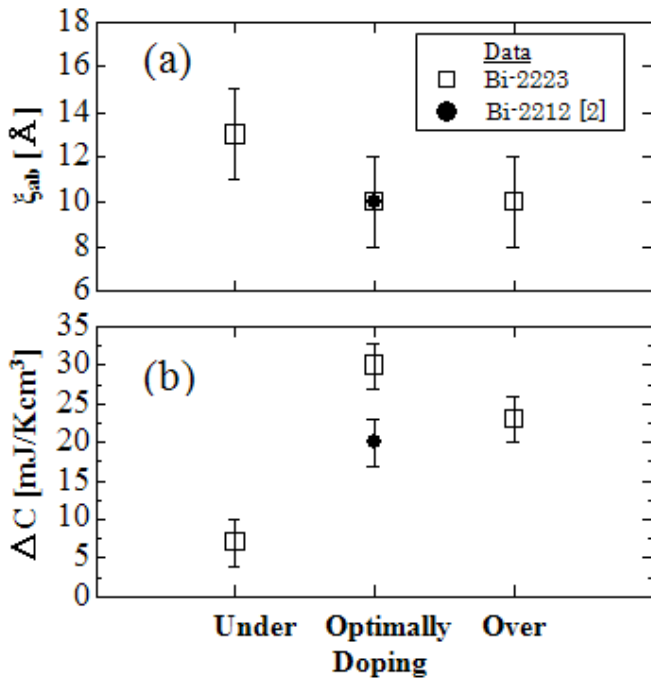 18
16
14
12
10
8
6
ξab [Å]
(a)
Data
Bi-2223
Bi-2212 [2]
35
30
25
20
15
10
5
0
ΔC [mJ/Kcm³]
(b)
Under Optimally Over
Doping